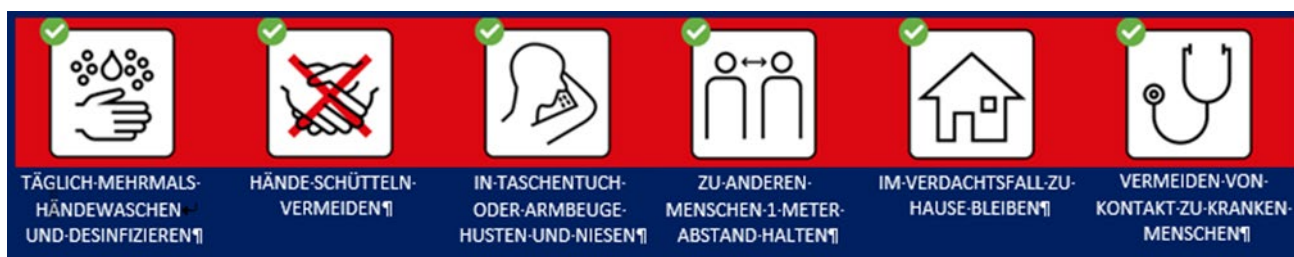 TÄGLICH·MEHRMALS·
HÄNDEWASCHEN↵
UND·DESINFIZIEREN¶
HÄNDE·SCHÜTTELN·
VERMEIDEN¶
IN·TASCHENTUCH·
ODER·ARMBEUGE·
HUSTEN·UND·NIESEN¶
ZU·ANDEREN·
MENSCHEN·1·METER·
ABSTAND·HALTEN¶
IM·VERDACHTSFALL·ZU·
HAUSE·BLEIBEN¶
VERMEIDEN·VON·
KONTAKT·ZU·KRANKEN·
MENSCHEN¶